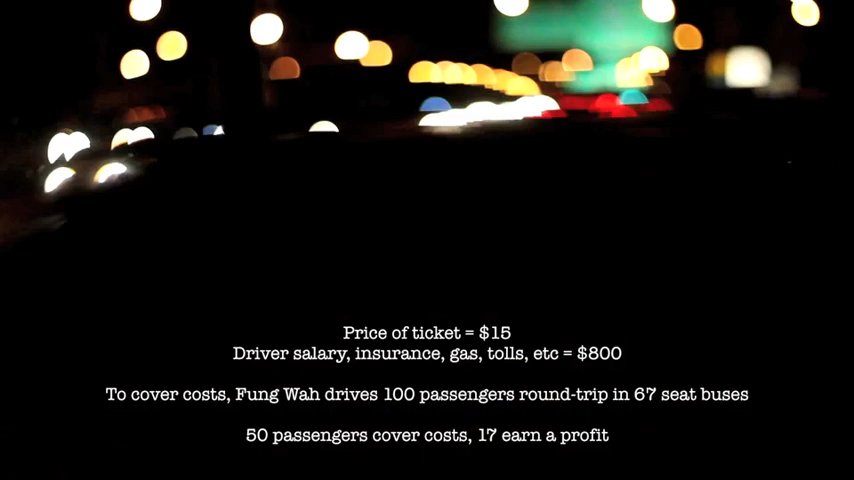 Price of ticket = $15
Driver salary, insurance, gas, tolls, etc = $800
To cover costs, Fung Wah drives 100 passengers round-trip in 67 seat buses
50 passengers cover costs, 17 earn a profit